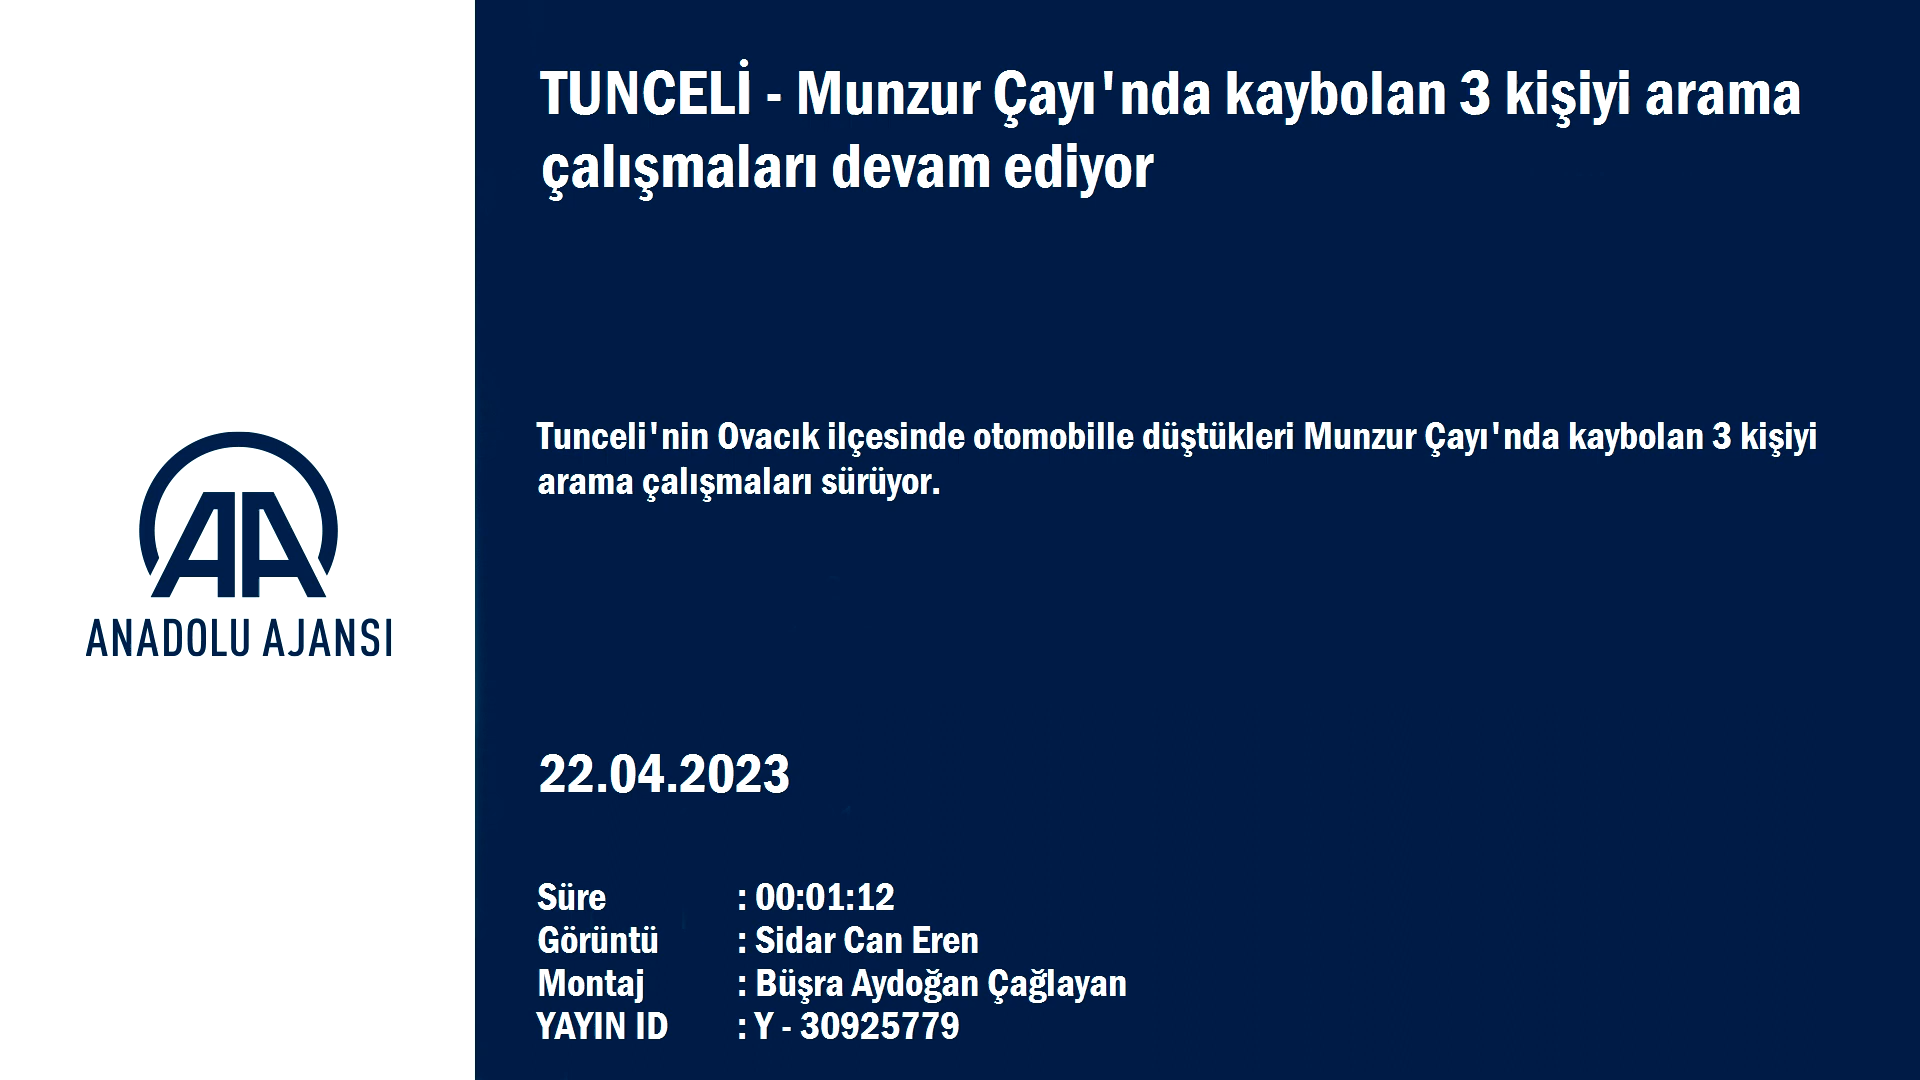 TUNCELİ - Munzur Çayı'nda kaybolan 3 kişiyi arama
çalışmaları devam ediyor
Tunceli'nin Ovacık ilçesinde otomobille düştükleri Munzur Çayı'nda kaybolan 3 kişiyi
arama çalışmaları sürüyor.
AA
ANADOLU AJANSI
22.04.2023
Süre : 00:01:12
Görüntü : Sidar Can Eren
Montaj : Büşra Aydoğan Çağlayan
YAYIN ID : Y - 30925779